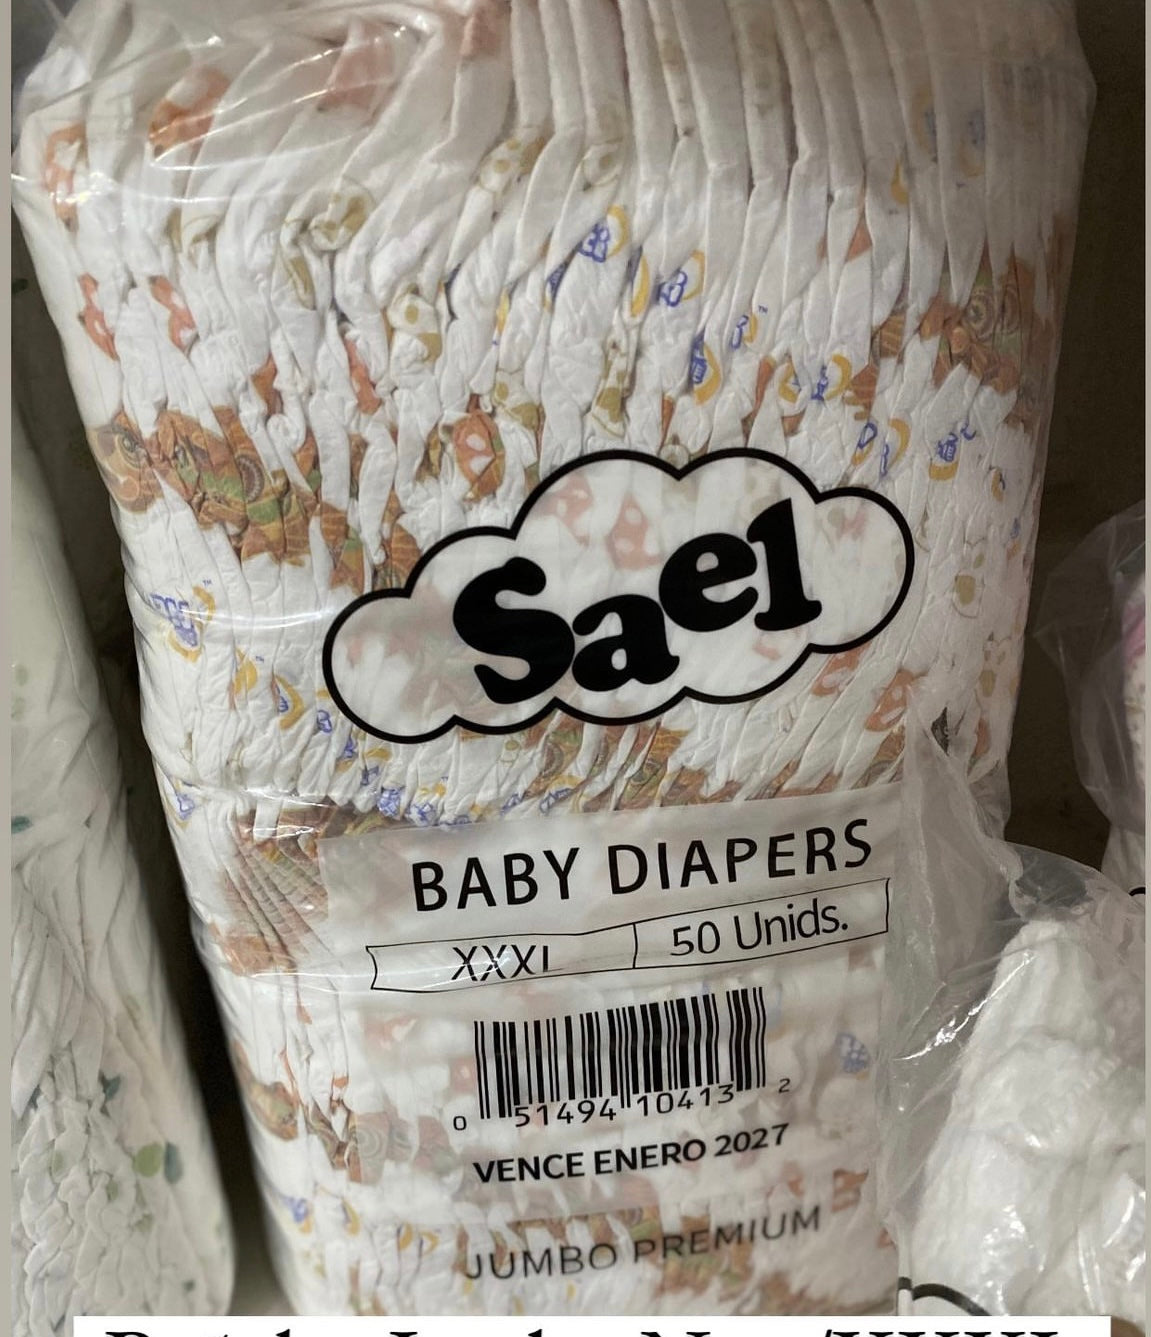 Sael
BABY DIAPERS
XXXL
50 Unids.
0 51494 10413 2
VENCE ENERO 2027
JUMBO PREMIUM